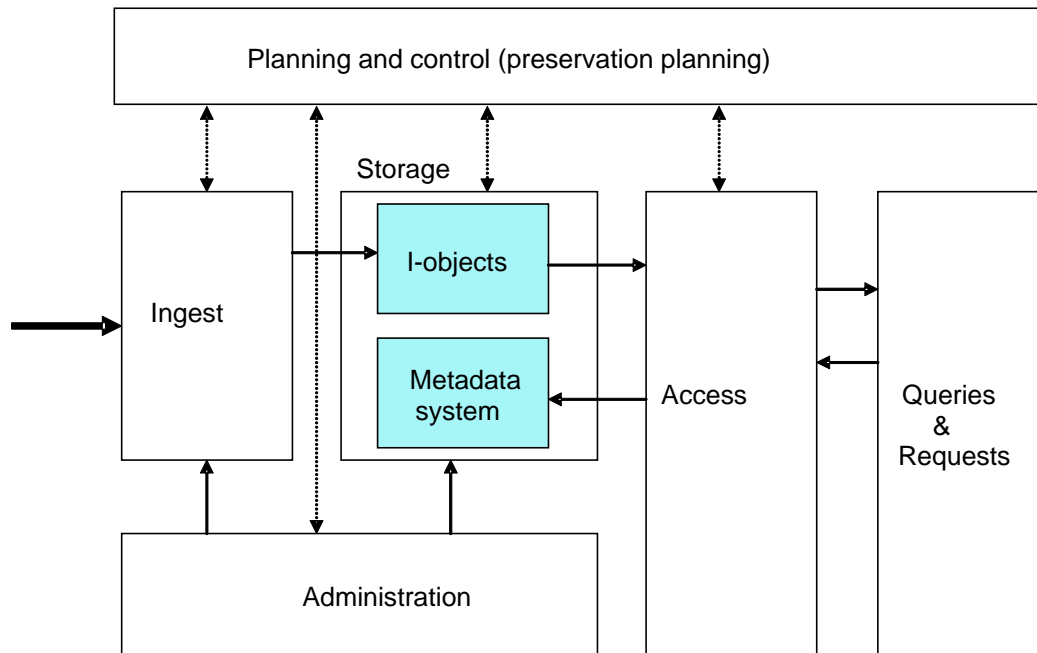 Planning and control (preservation planning)
Storage
I-objects
Ingest
Metadata
system
Access
Queries
&
Requests
Administration